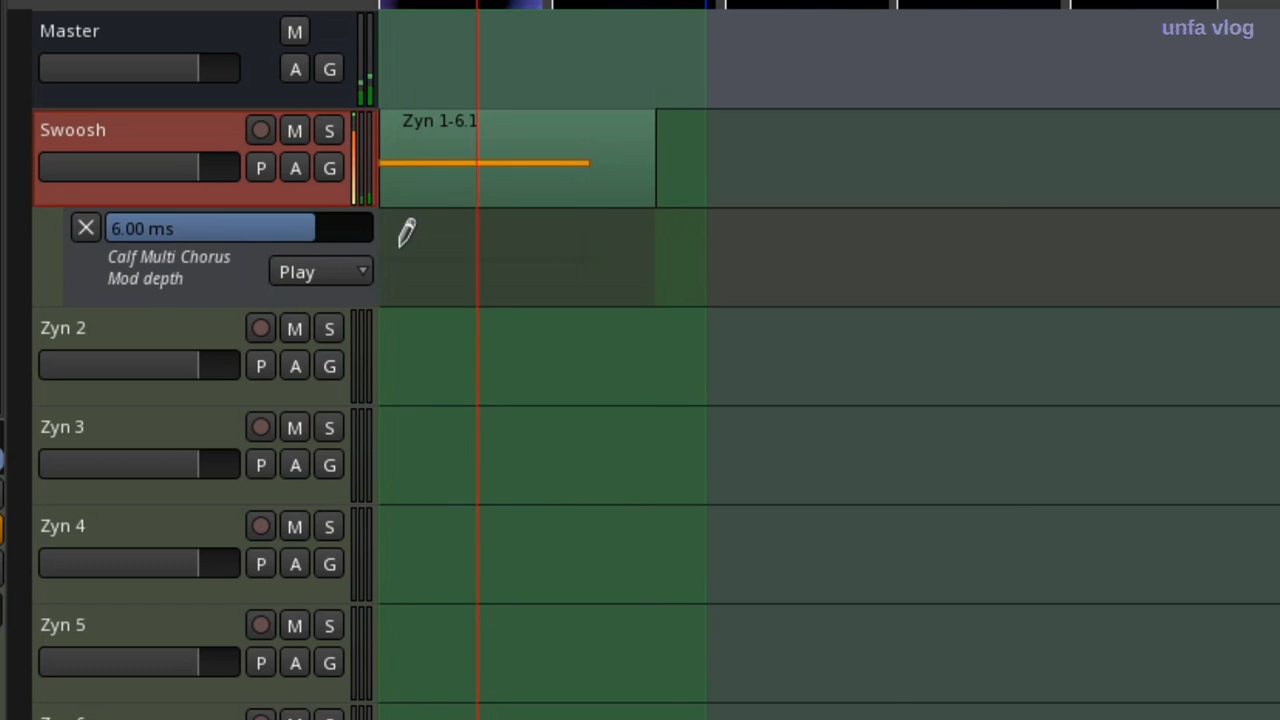 Master
M
A G
unfa vlog
Swoosh
M S
P A G
Zyn 1-6.1
6.00 ms
Calf Multi Chorus
Mod depth
Play
Zyn 2
M S
P A G
Zyn 3
M S
P A G
Zyn 4
M S
P A G
Zyn 5
M S
P A G